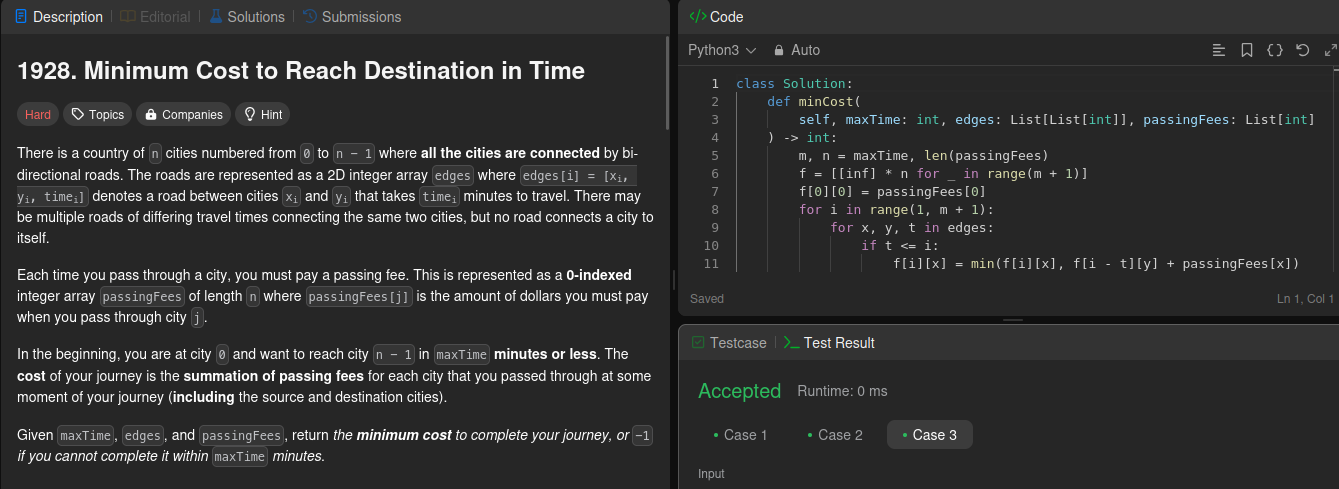 Description | Editorial | Solutions | Submissions
1928. Minimum Cost to Reach Destination in Time
Hard Topics Companies Hint
There is a country of n cities numbered from 0 to n - 1 where all the cities are connected by bi-
directional roads. The roads are represented as a 2D integer array edges where edges[i] = [xᵢ,
yᵢ, timeᵢ] denotes a road between cities xᵢ and yᵢ that takes timeᵢ minutes to travel. There may
be multiple roads of differing travel times connecting the same two cities, but no road connects a city to
itself.
Each time you pass through a city, you must pay a passing fee. This is represented as a 0-indexed
integer array passingFees of length n where passingFees[j] is the amount of dollars you must pay
when you pass through city j.
In the beginning, you are at city 0 and want to reach city n - 1 in maxTime minutes or less. The
cost of your journey is the summation of passing fees for each city that you passed through at some
moment of your journey (including the source and destination cities).
Given maxTime, edges, and passingFees, return the minimum cost to complete your journey, or -1
if you cannot complete it within maxTime minutes.
</> Code
Python3 Auto
1 class Solution:
2 def minCost(
3 self, maxTime: int, edges: List[List[int]], passingFees: List[int]
4 ) -> int:
5 m, n = maxTime, len(passingFees)
6 f = [[inf] * n for _ in range(m + 1)]
7 f[0][0] = passingFees[0]
8 for i in range(1, m + 1):
9 for x, y, t in edges:
10 if t <= i:
11 f[i][x] = min(f[i][x], f[i - t][y] + passingFees[x])
Saved Ln 1, Col 1
Testcase | >_ Test Result
Accepted Runtime: 0 ms
• Case 1 • Case 2 • Case 3
Input